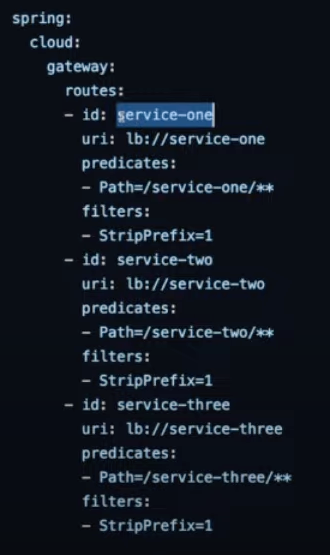 spring:
  cloud:
    gateway:
      routes:
      - id: service-one
        uri: lb://service-one
        predicates:
        - Path=/service-one/**
        filters:
        - StripPrefix=1
      - id: service-two
        uri: lb://service-two
        predicates:
        - Path=/service-two/**
        filters:
        - StripPrefix=1
      - id: service-three
        uri: lb://service-three
        predicates:
        - Path=/service-three/**
        filters:
        - StripPrefix=1